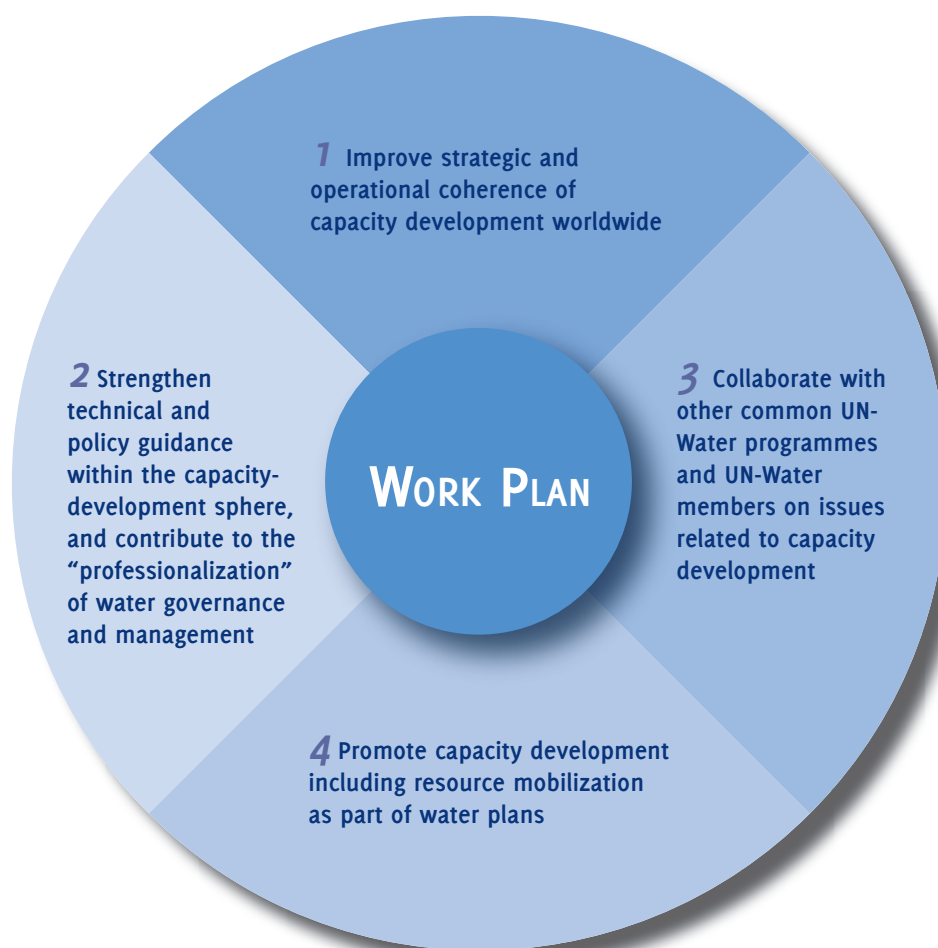 1 Improve strategic and
operational coherence of
capacity development worldwide
2 Strengthen
technical and
policy guidance
within the capacity-
development sphere,
and contribute to the
“professionalization”
of water governance
and management
WORK PLAN
3 Collaborate with
other common UN-
Water programmes
and UN-Water
members on issues
related to capacity
development
4 Promote capacity development
including resource mobilization
as part of water plans